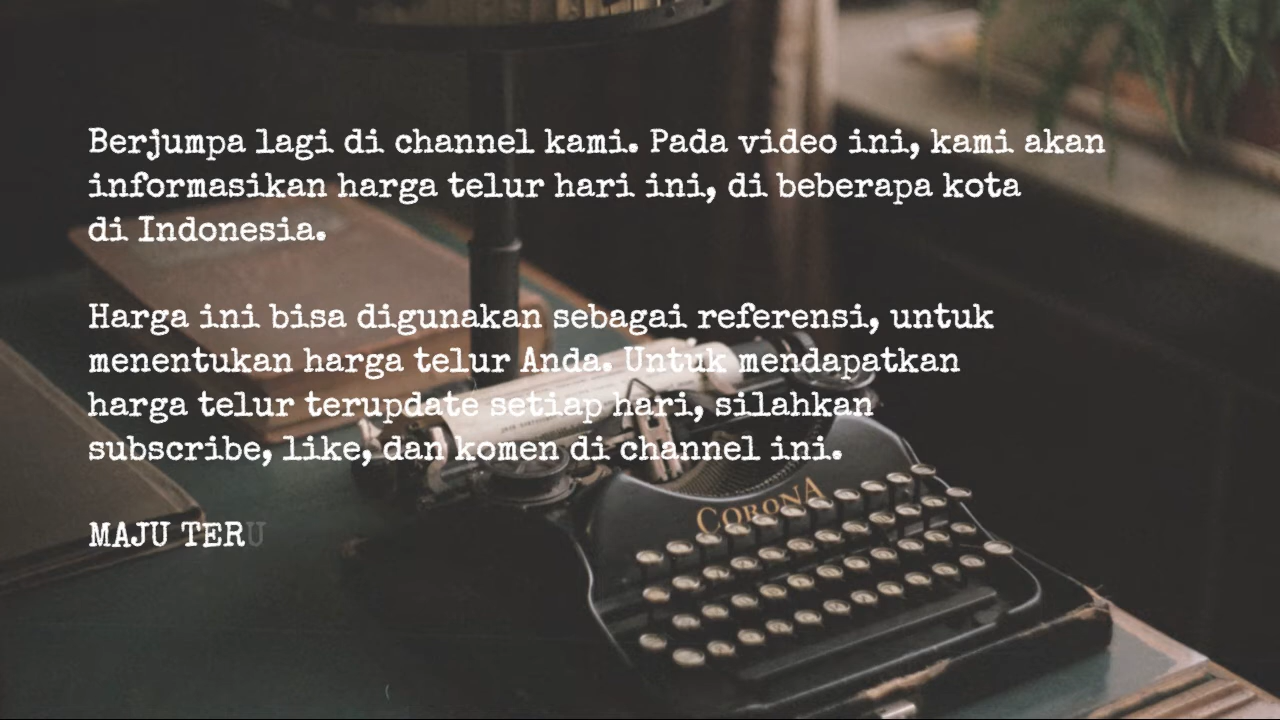 Berjumpa lagi di channel kami. Pada video ini, kami akan
informasikan harga telur hari ini, di beberapa kota
di Indonesia.
Harga ini bisa digunakan sebagai referensi, untuk
menentukan harga telur Anda. Untuk mendapatkan
harga telur terupdate setiap hari, silahkan
subscribe, like, dan komen di channel ini.
MAJU TERU
CORONA